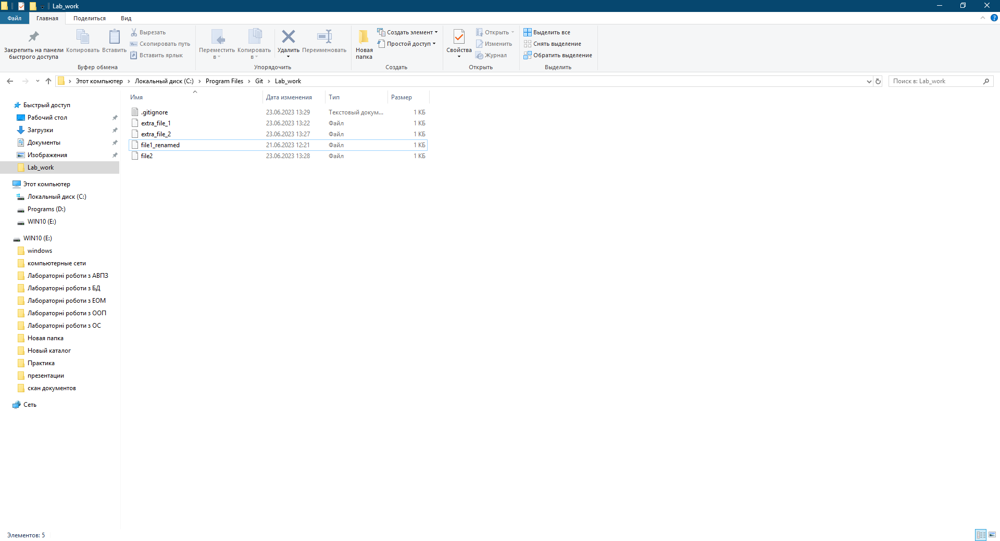 Lab_work
Файл Главная Поделиться Вид
Закрепить на панели быстрого доступа
Копировать
Вставить
Вырезать
Скопировать путь
Вставить ярлык
Буфер обмена
Переместить в
Копировать в
Удалить
Переименовать
Упорядочить
Новая папка
Создать элемент
Простой доступ
Создать
Свойства
Открыть
Изменить
Журнал
Открыть
Выделить все
Снять выделение
Обратить выделение
Выделить
Этот компьютер Локальный диск (C:) Program Files Git Lab_work
Поиск в: Lab_work
Быстрый доступ
Рабочий стол
Загрузки
Документы
Изображения
Lab_work
Этот компьютер
Локальный диск (C:)
Programs (D:)
WIN10 (E:)
WIN10 (E:)
windows
компьютерные сети
Лабораторні роботи з АВПЗ
Лабораторні роботи з БД
Лабораторні роботи з ЕОМ
Лабораторні роботи з ООП
Лабораторні роботи з ОС
Новая папка
Новый каталог
Практика
презентации
скан документов
Сеть
Имя Дата изменения Тип Размер
.gitignore 23.06.2023 13:29 Текстовый докум... 1 КБ
extra_file_1 23.06.2023 13:22 Файл 1 КБ
extra_file_2 23.06.2023 13:27 Файл 1 КБ
file1_renamed 21.06.2023 12:21 Файл 1 КБ
file2 23.06.2023 13:28 Файл 1 КБ
Элементов: 5